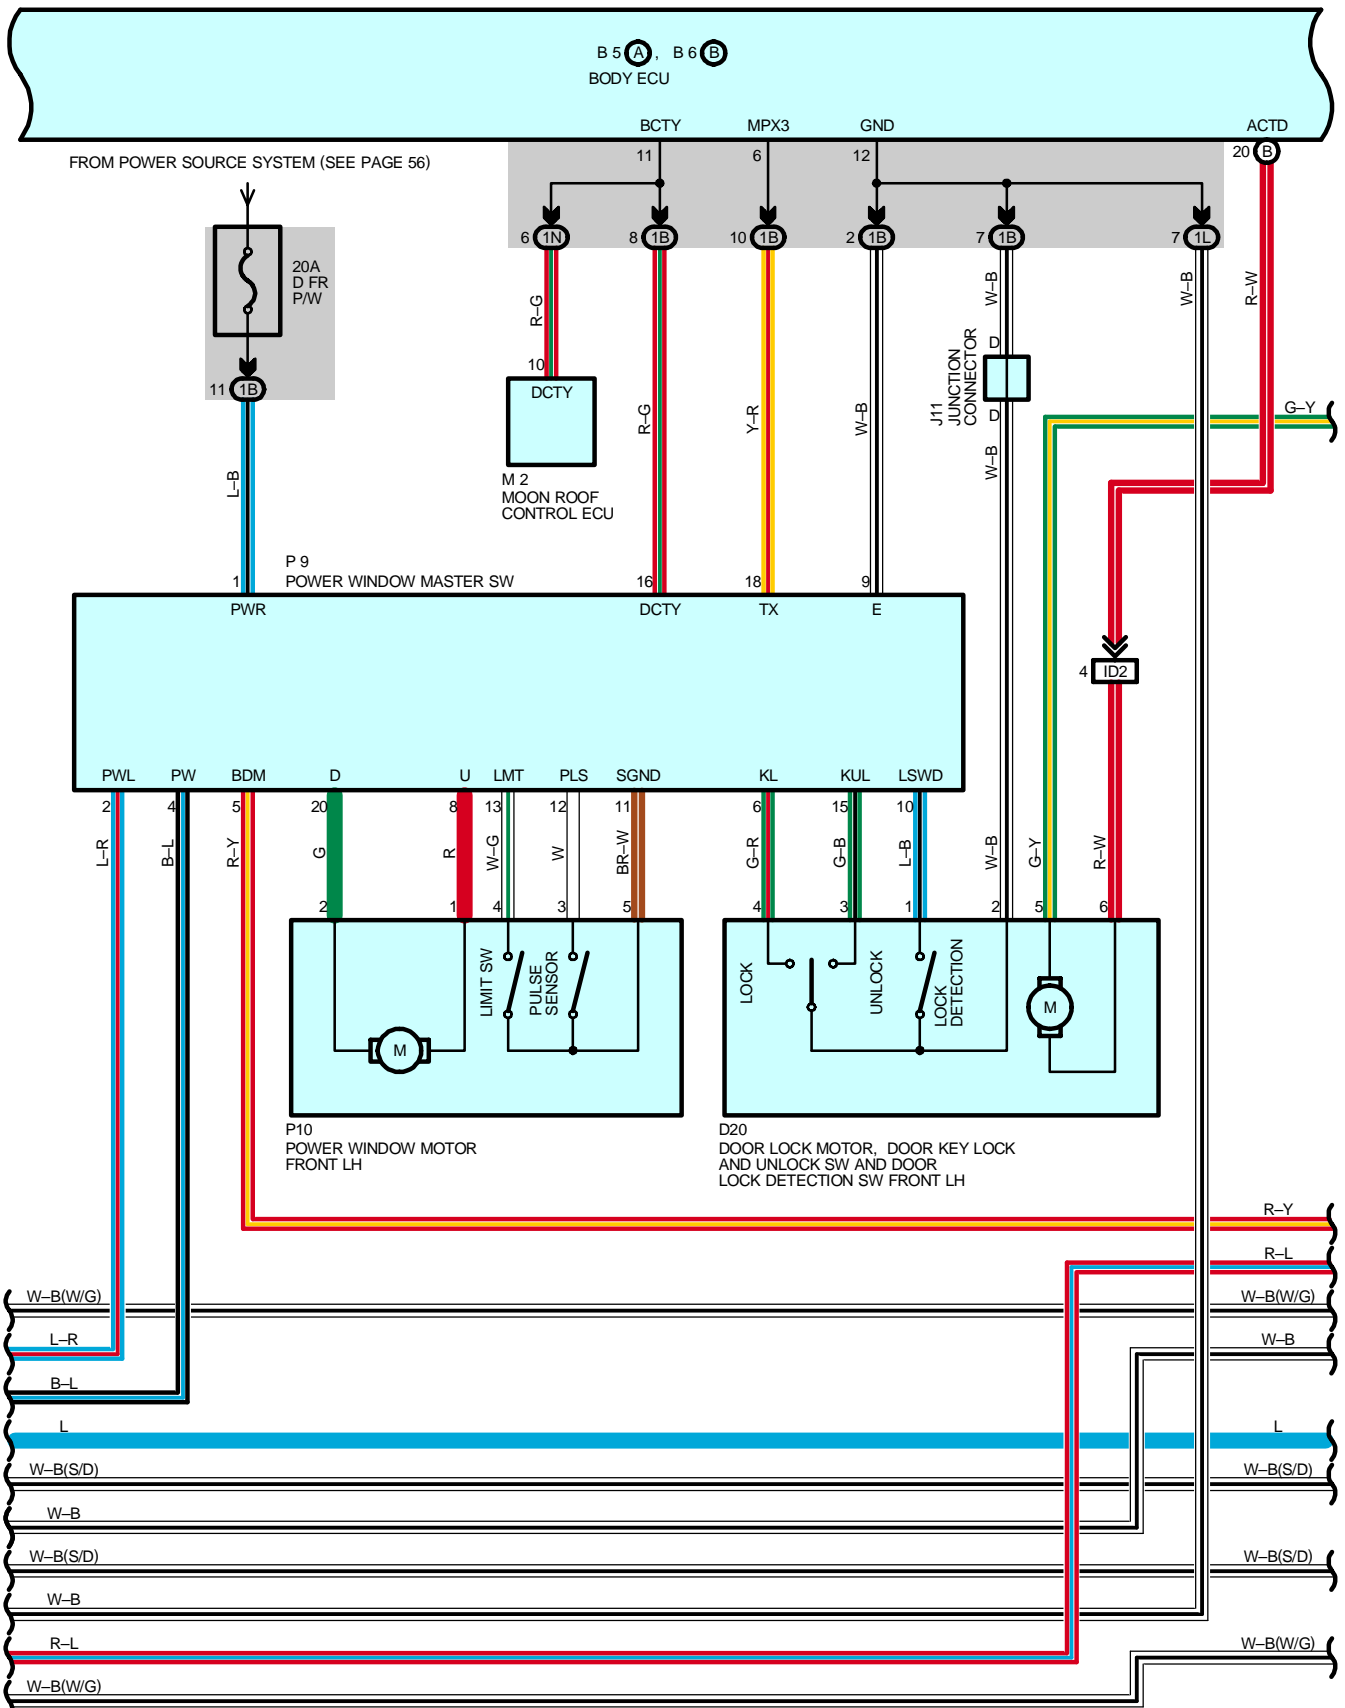 B 5 A , B 6 B
BODY ECU
BCTY MPX3 GND ACTD
11 6 12 20 B
FROM POWER SOURCE SYSTEM (SEE PAGE 56)
6 1N 8 1B 10 1B 2 1B 7 1B 7 1L
20A
D FR
P/W
11 1B
R–G
W–B
W–B
R–W
10
DCTY
D
D
J11
JUNCTION
CONNECTOR
G–Y
L–B
R–G
Y–R
W–B
W–B
M 2
MOON ROOF
CONTROL ECU
P 9
POWER WINDOW MASTER SW
1 16 18 9
PWR DCTY TX E
4 ID2
PWL PW BDM D U LMT PLS SGND KL KUL LSWD
2 4 5 20 8 13 12 11 6 15 10
L–R B–L R–Y G R W–G W BR–W G–R G–B L–B W–B G–Y R–W
2 1 4 3 5 4 3 1 2 5 6
LIMIT SW
PULSE
SENSOR
LOCK
UNLOCK
LOCK
DETECTION
M
M
P10
POWER WINDOW MOTOR
FRONT LH
D20
DOOR LOCK MOTOR, DOOR KEY LOCK
AND UNLOCK SW AND DOOR
LOCK DETECTION SW FRONT LH
R–Y
R–L
W–B(W/G) W–B(W/G)
L–R W–B
B–L
L L
W–B(S/D) W–B(S/D)
W–B
W–B(S/D) W–B(S/D)
W–B
R–L W–B(W/G)
W–B(W/G)